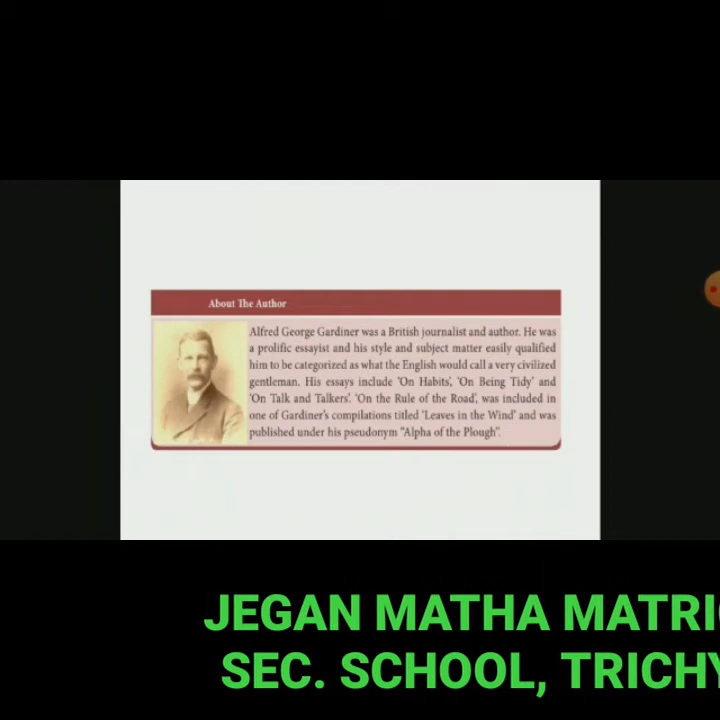 About The Author
Alfred George Gardiner was a British journalist and author. He was
a prolific essayist and his style and subject matter easily qualified
him to be categorized as what the English would call a very civilized
gentleman. His essays include 'On Habits', 'On Being Tidy' and
'On Talk and Talkers'. 'On the Rule of the Road', was included in
one of Gardiner's compilations titled 'Leaves in the Wind' and was
published under his pseudonym "Alpha of the Plough".
JEGAN MATHA MATRI
SEC. SCHOOL, TRICHY